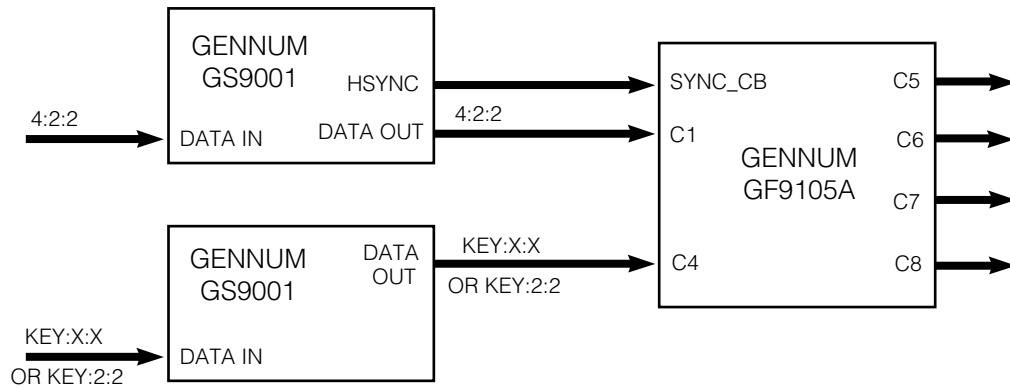 GENNUM
GS9001
HSYNC
4:2:2
DATA IN
DATA OUT
4:2:2
SYNC_CB
C1
GENNUM
GF9105A
C4
C5
C6
C7
C8
GENNUM
GS9001
DATA
OUT
KEY:X:X
OR KEY:2:2
KEY:X:X
OR KEY:2:2
DATA IN